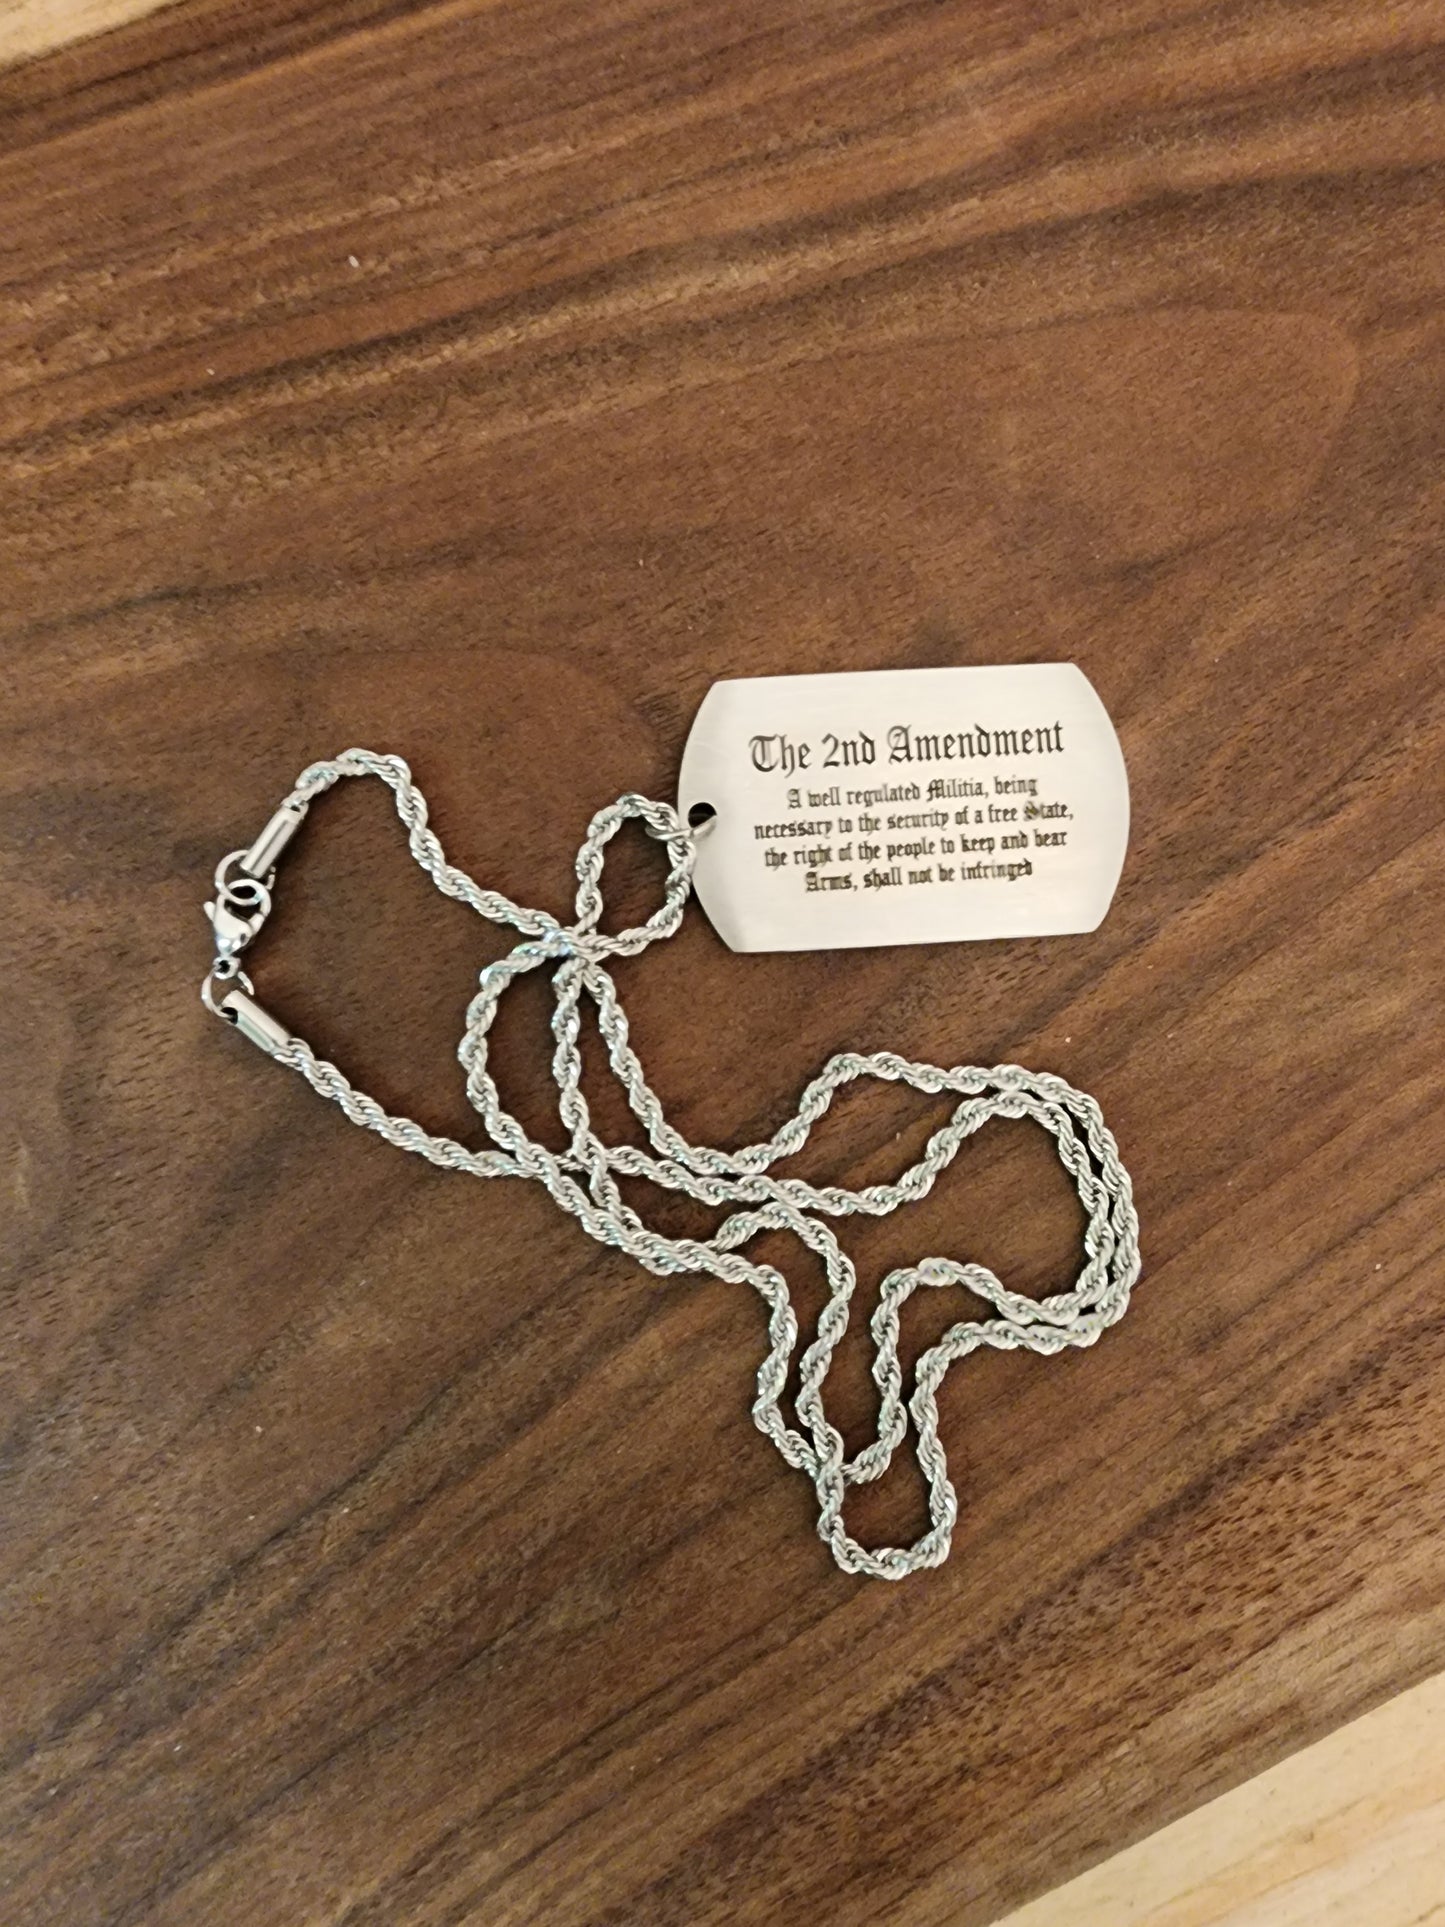 The 2nd Amendment
A well regulated Militia, being
necessary to the security of a free State,
the right of the people to keep and bear
Arms, shall not be infringed